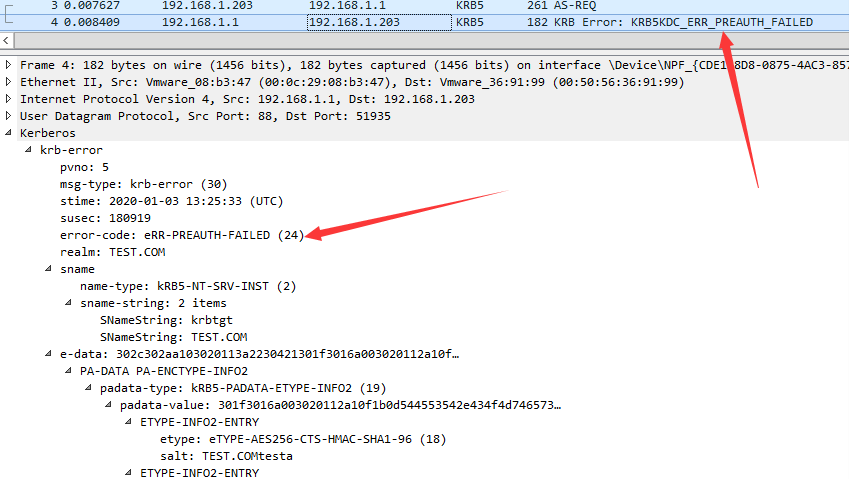 3 0.007627 192.168.1.203 192.168.1.1 KRB5 261 AS-REQ
4 0.008409 192.168.1.1 192.168.1.203 KRB5 182 KRB Error: KRB5KDC_ERR_PREAUTH_FAILED
Frame 4: 182 bytes on wire (1456 bits), 182 bytes captured (1456 bits) on interface \Device\NPF_{CDE1 8D8-0875-4AC3-857
Ethernet II, Src: Vmware_08:b3:47 (00:0c:29:08:b3:47), Dst: Vmware_36:91:99 (00:50:56:36:91:99)
Internet Protocol Version 4, Src: 192.168.1.1, Dst: 192.168.1.203
User Datagram Protocol, Src Port: 88, Dst Port: 51935
Kerberos
krb-error
pvno: 5
msg-type: krb-error (30)
stime: 2020-01-03 13:25:33 (UTC)
susec: 180919
error-code: eRR-PREAUTH-FAILED (24)
realm: TEST.COM
sname
name-type: kRB5-NT-SRV-INST (2)
sname-string: 2 items
SNameString: krbtgt
SNameString: TEST.COM
e-data: 302c302aa103020113a2230421301f3016a003020112a10f…
PA-DATA PA-ENCTYPE-INFO2
padata-type: kRB5-PADATA-ETYPE-INFO2 (19)
padata-value: 301f3016a003020112a10f1b0d544553542e434f4d746573…
ETYPE-INFO2-ENTRY
etype: eTYPE-AES256-CTS-HMAC-SHA1-96 (18)
salt: TEST.COMtesta
ETYPE-INFO2-ENTRY